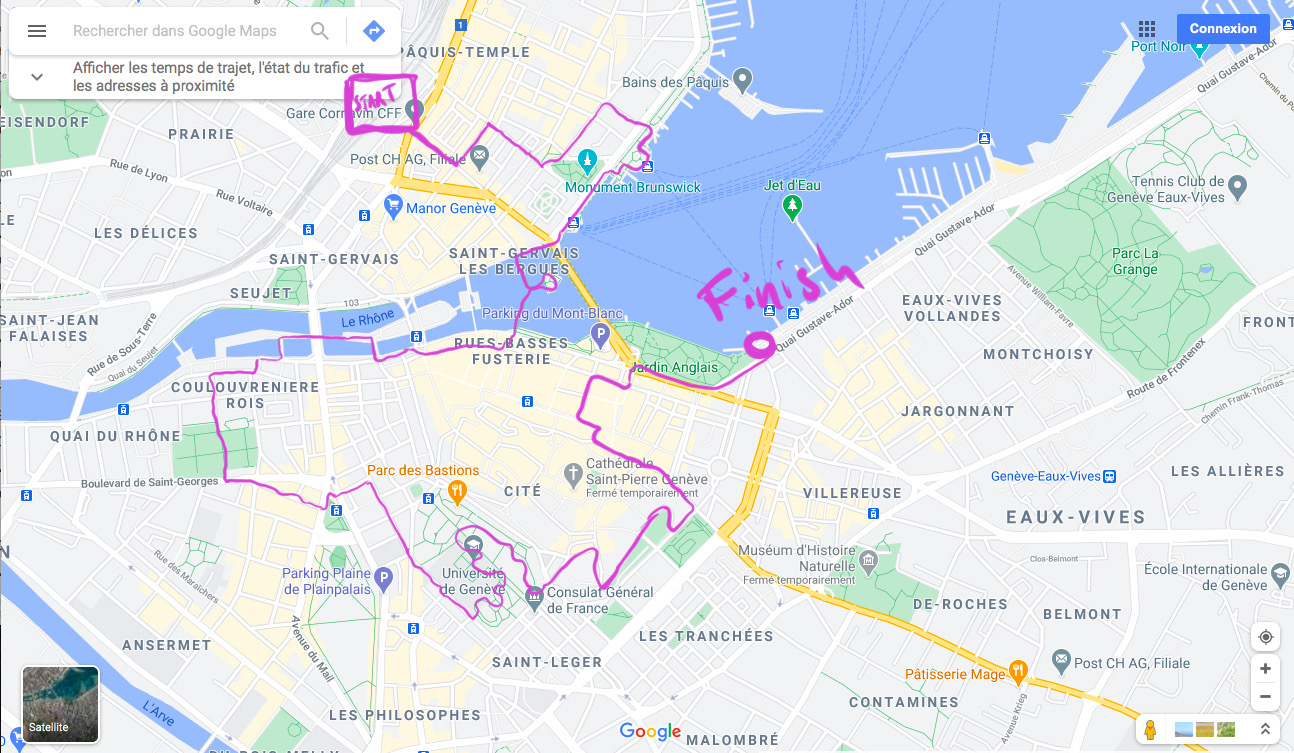 Rechercher dans Google Maps
Afficher les temps de trajet, l'état du trafic et
les adresses à proximité
Connexion
1
PÂQUIS-TEMPLE
Bains des Pâquis
Port Noir
Quai Gustave-Ador
START
Gare Cornavin CFF
EISENDORF
PRAIRIE
Post CH AG, Filiale
Rue de Lyon
Rue Voltaire
Monument Brunswick
Jet d'Eau
Tennis Club de
Genève Eaux-Vives
Manor Genève
LES DÉLICES
SAINT-GERVAIS
SAINT-GERVAIS
LES BERGUES
Quai Gustave-Ador
Parc La
Grange
Avenue William-Favre
Finish
SEUJET
103
Le Rhône
Parking du Mont-Blanc
EAUX-VIVES
VOLLANDES
SAINT-JEAN
FALAISES
Rue de Sous-Terre
Quai du Seujet
RUES-BASSES
FUSTERIE
Quai Gustave-Ador
FRONT
Jardin Anglais
MONTCHOISY
Route de Frontenex
Chemin Frank-Thomas
COULOUVRENIERE
ROIS
JARGONNANT
QUAI DU RHÔNE
Parc des Bastions
Cathédrale
Saint-Pierre Genève
Fermé temporairement
Genève-Eaux-Vives
LES ALLIÈRES
Boulevard de Saint-Georges
CITÉ
VILLEREUSE
EAUX-VIVES
Rue des Maraîchers
Parking Plaine
de Plainpalais
Université
de Genève
Consulat Général
de France
Muséum d'Histoire
Naturelle
Fermé temporairement
Clos-Belmont
École Internationale
de Genève
DE-ROCHES
BELMONT
ANSERMET
Avenue du Mail
LES TRANCHÉES
SAINT-LEGER
Post CH AG, Filiale
Pâtisserie Mage
CONTAMINES
Avenue Krieg
Satellite
L'Arve
LES PHILOSOPHES
Google
MALOMBRÉ